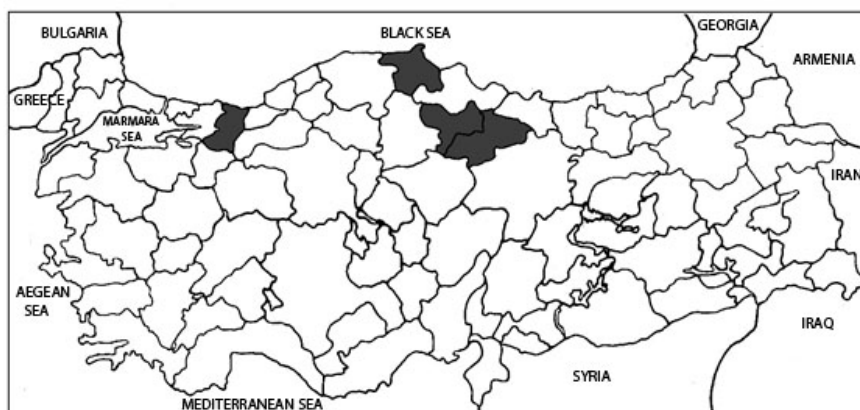 BULGARIA
BLACK SEA
GEORGIA
ARMENIA
GREECE
MARMARA
SEA
IRAN
AEGEAN
SEA
IRAQ
SYRIA
MEDITERRANEAN SEA